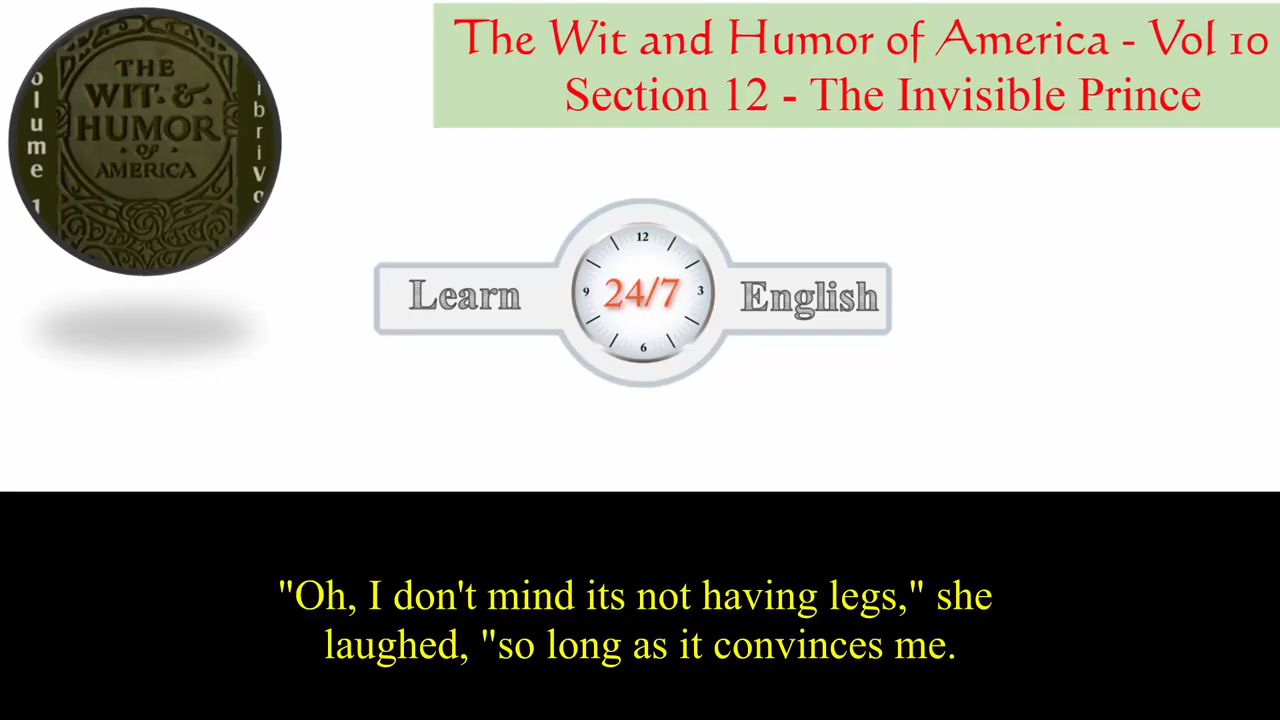 The Wit and Humor of America - Vol 10
Section 12 - The Invisible Prince
THE
WIT & HUMOR
OF
AMERICA
olume 1
ibriVo
Learn 24/7 English
12
3
6
9
"Oh, I don't mind its not having legs," she
laughed, "so long as it convinces me.